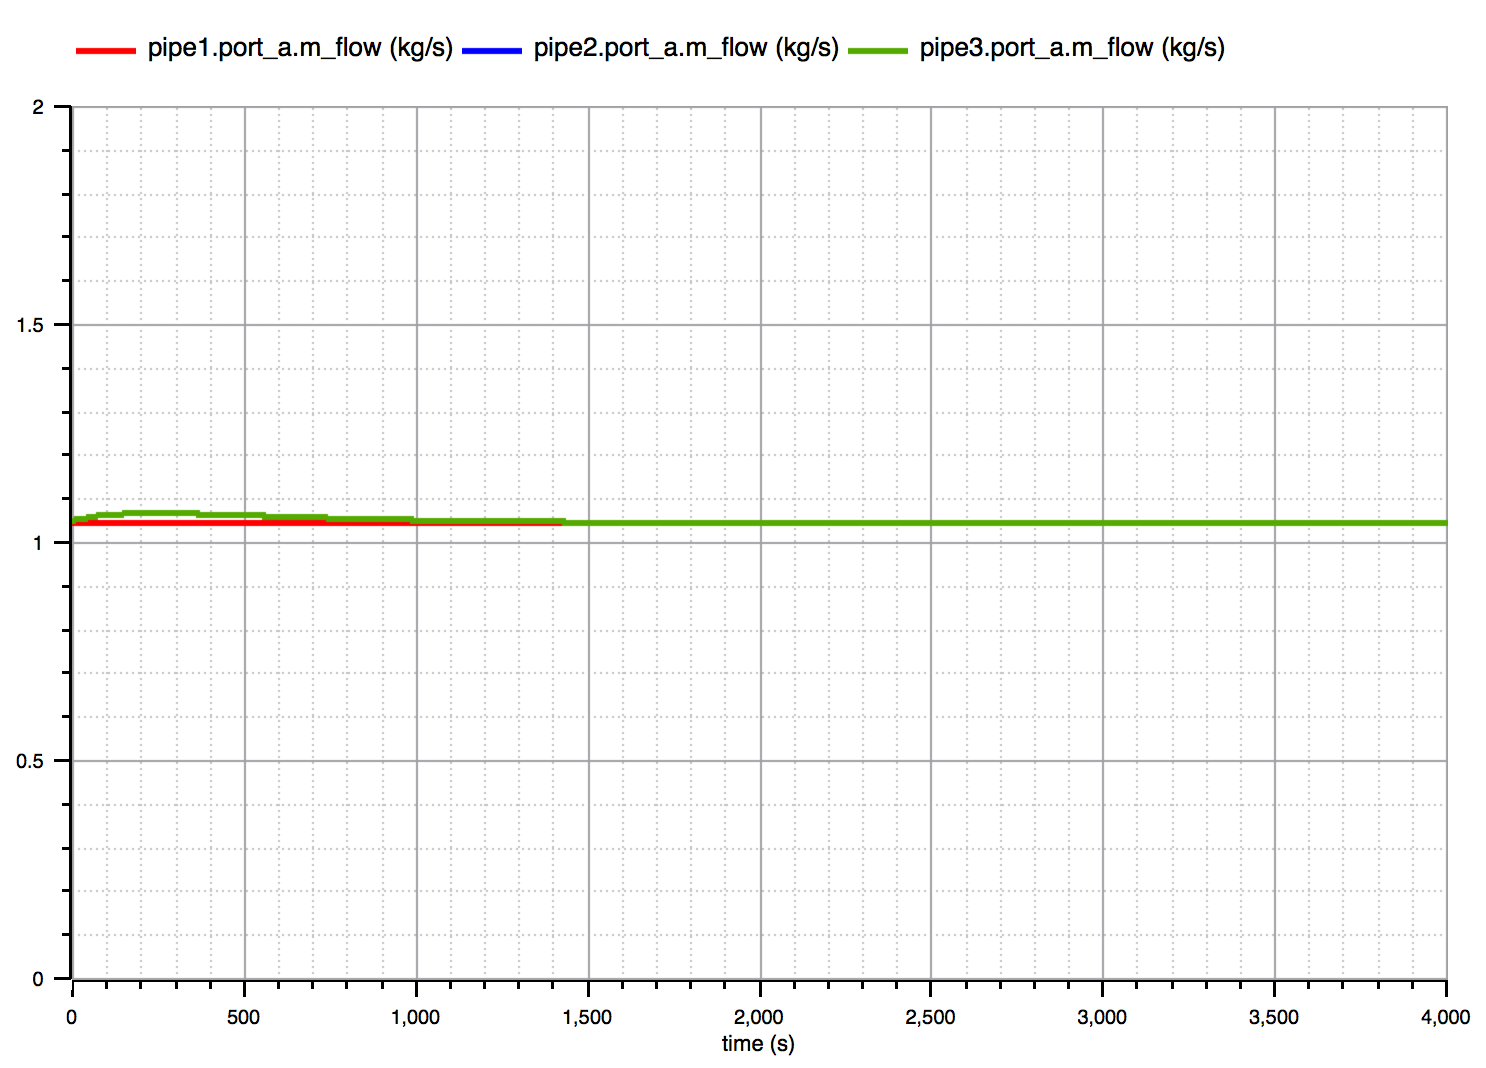 pipe1.port_a.m_flow (kg/s) pipe2.port_a.m_flow (kg/s) pipe3.port_a.m_flow (kg/s)
2
1.5
1
0.5
0
0 500 1,000 1,500 2,000 2,500 3,000 3,500 4,000
time (s)